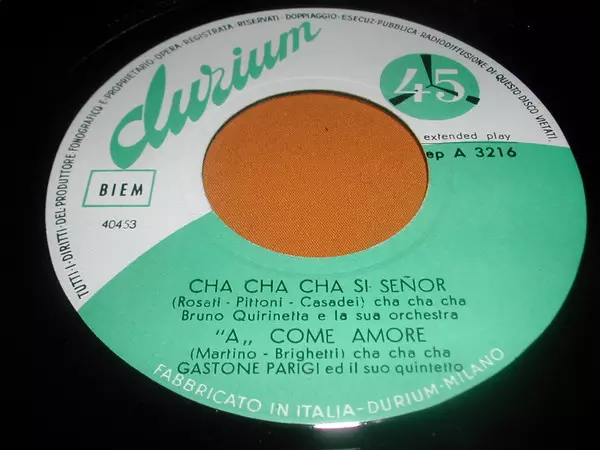 TUTTI·I·DIRITTI·DEL·PRODUTTORE FONOGRAFICO E·PROPRIETARIO·OPERA·REGISTRATA RISERVATI·DOPPIAGGIO·ESECUZ·PUBBLICA RADIODIFFUSIONE DI QUESTO DISCO VIETATI.
durium
45
extended play
ep A 3216
BIEM
40453
CHA CHA CHA SI· SEÑOR
(Rosati - Pittoni - Casadei) cha cha cha
Bruno Quirinetta e la sua orchestra
"A„ COME AMORE
(Martino - Brighetti) cha cha cha
GASTONE PARIGI ed il suo quintetto
FABBRICATO IN ITALIA-DURIUM-MILANO